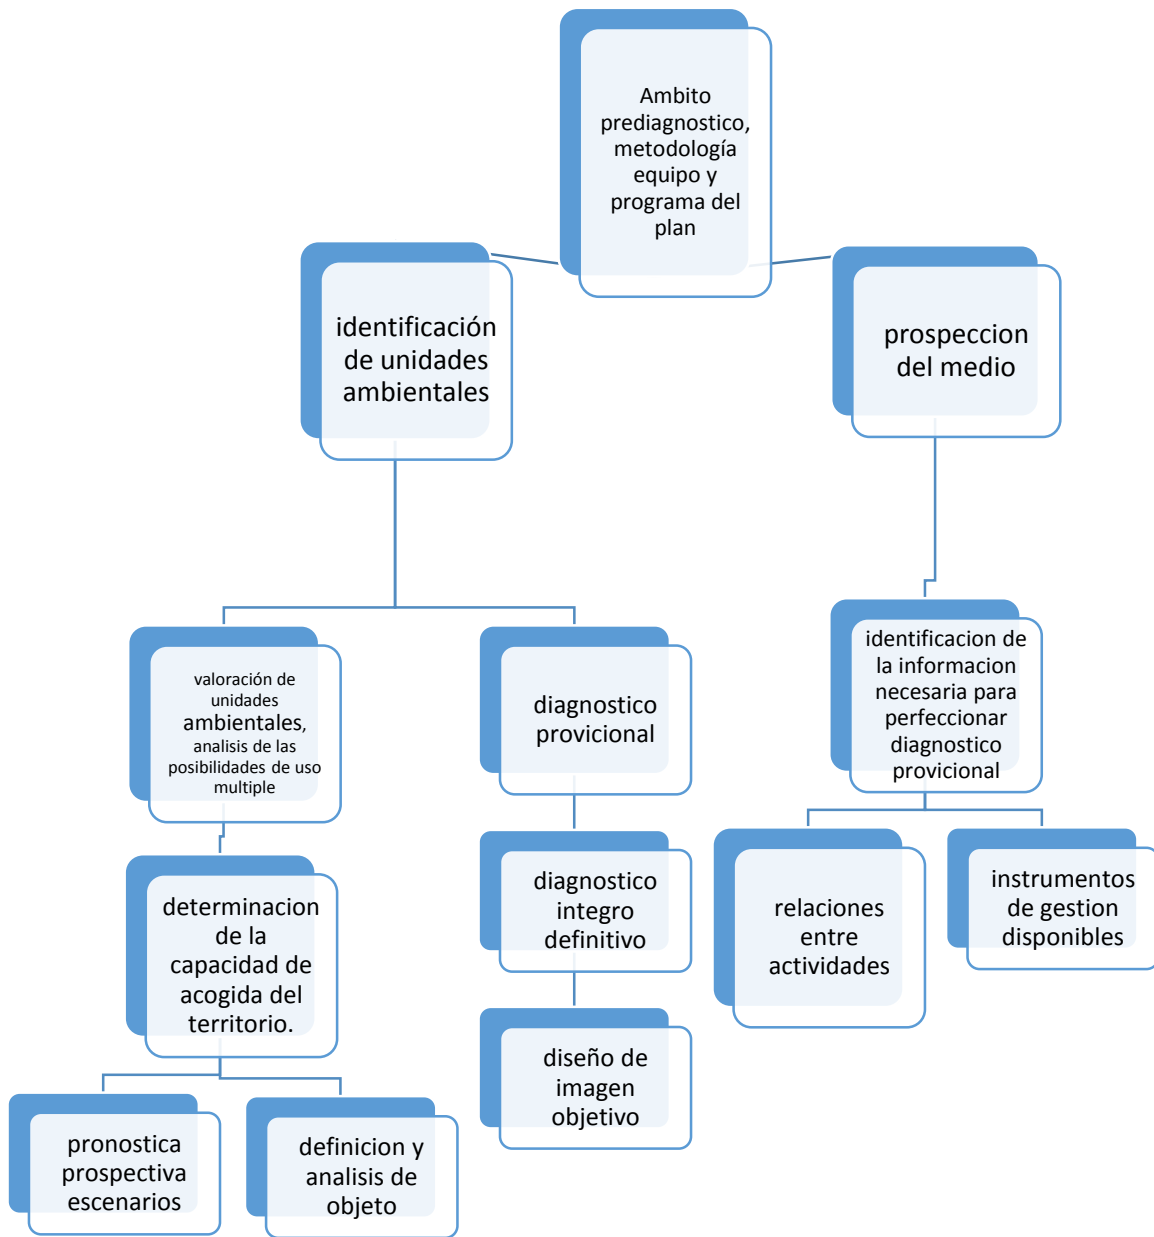 Ambito
prediagnostico,
metodología
equipo y
programa del
plan
identificación
de unidades
ambientales
prospeccion
del medio
valoración de
unidades
ambientales,
analisis de las
posibilidades de uso
multiple
diagnostico
provicional
identificacion de
la informacion
necesaria para
perfeccionar
diagnostico
provicional
determinacion
de la
capacidad de
acogida del
territorio.
diagnostico
integro
definitivo
relaciones
entre
actividades
instrumentos
de gestion
disponibles
pronostica
prospectiva
escenarios
definicion y
analisis de
objeto
diseño de
imagen
objetivo